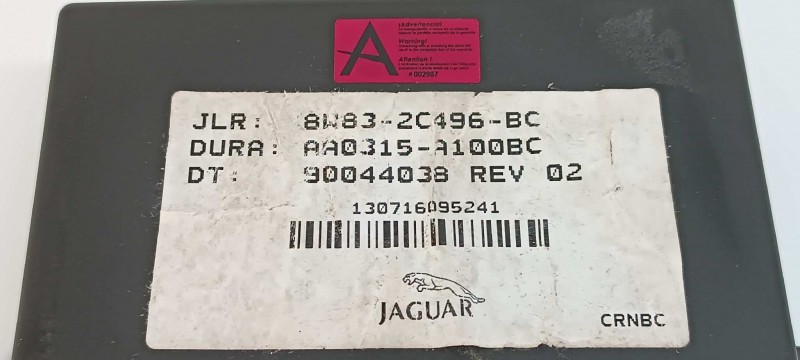 A
¡Advertencia!
Warning!
Attention !
#002987
JLR: 8W83-2C496-BC
DURA: AA0315-A100BC
DT: 90044038 REV 02
130716095241
JAGUAR
CRNBC